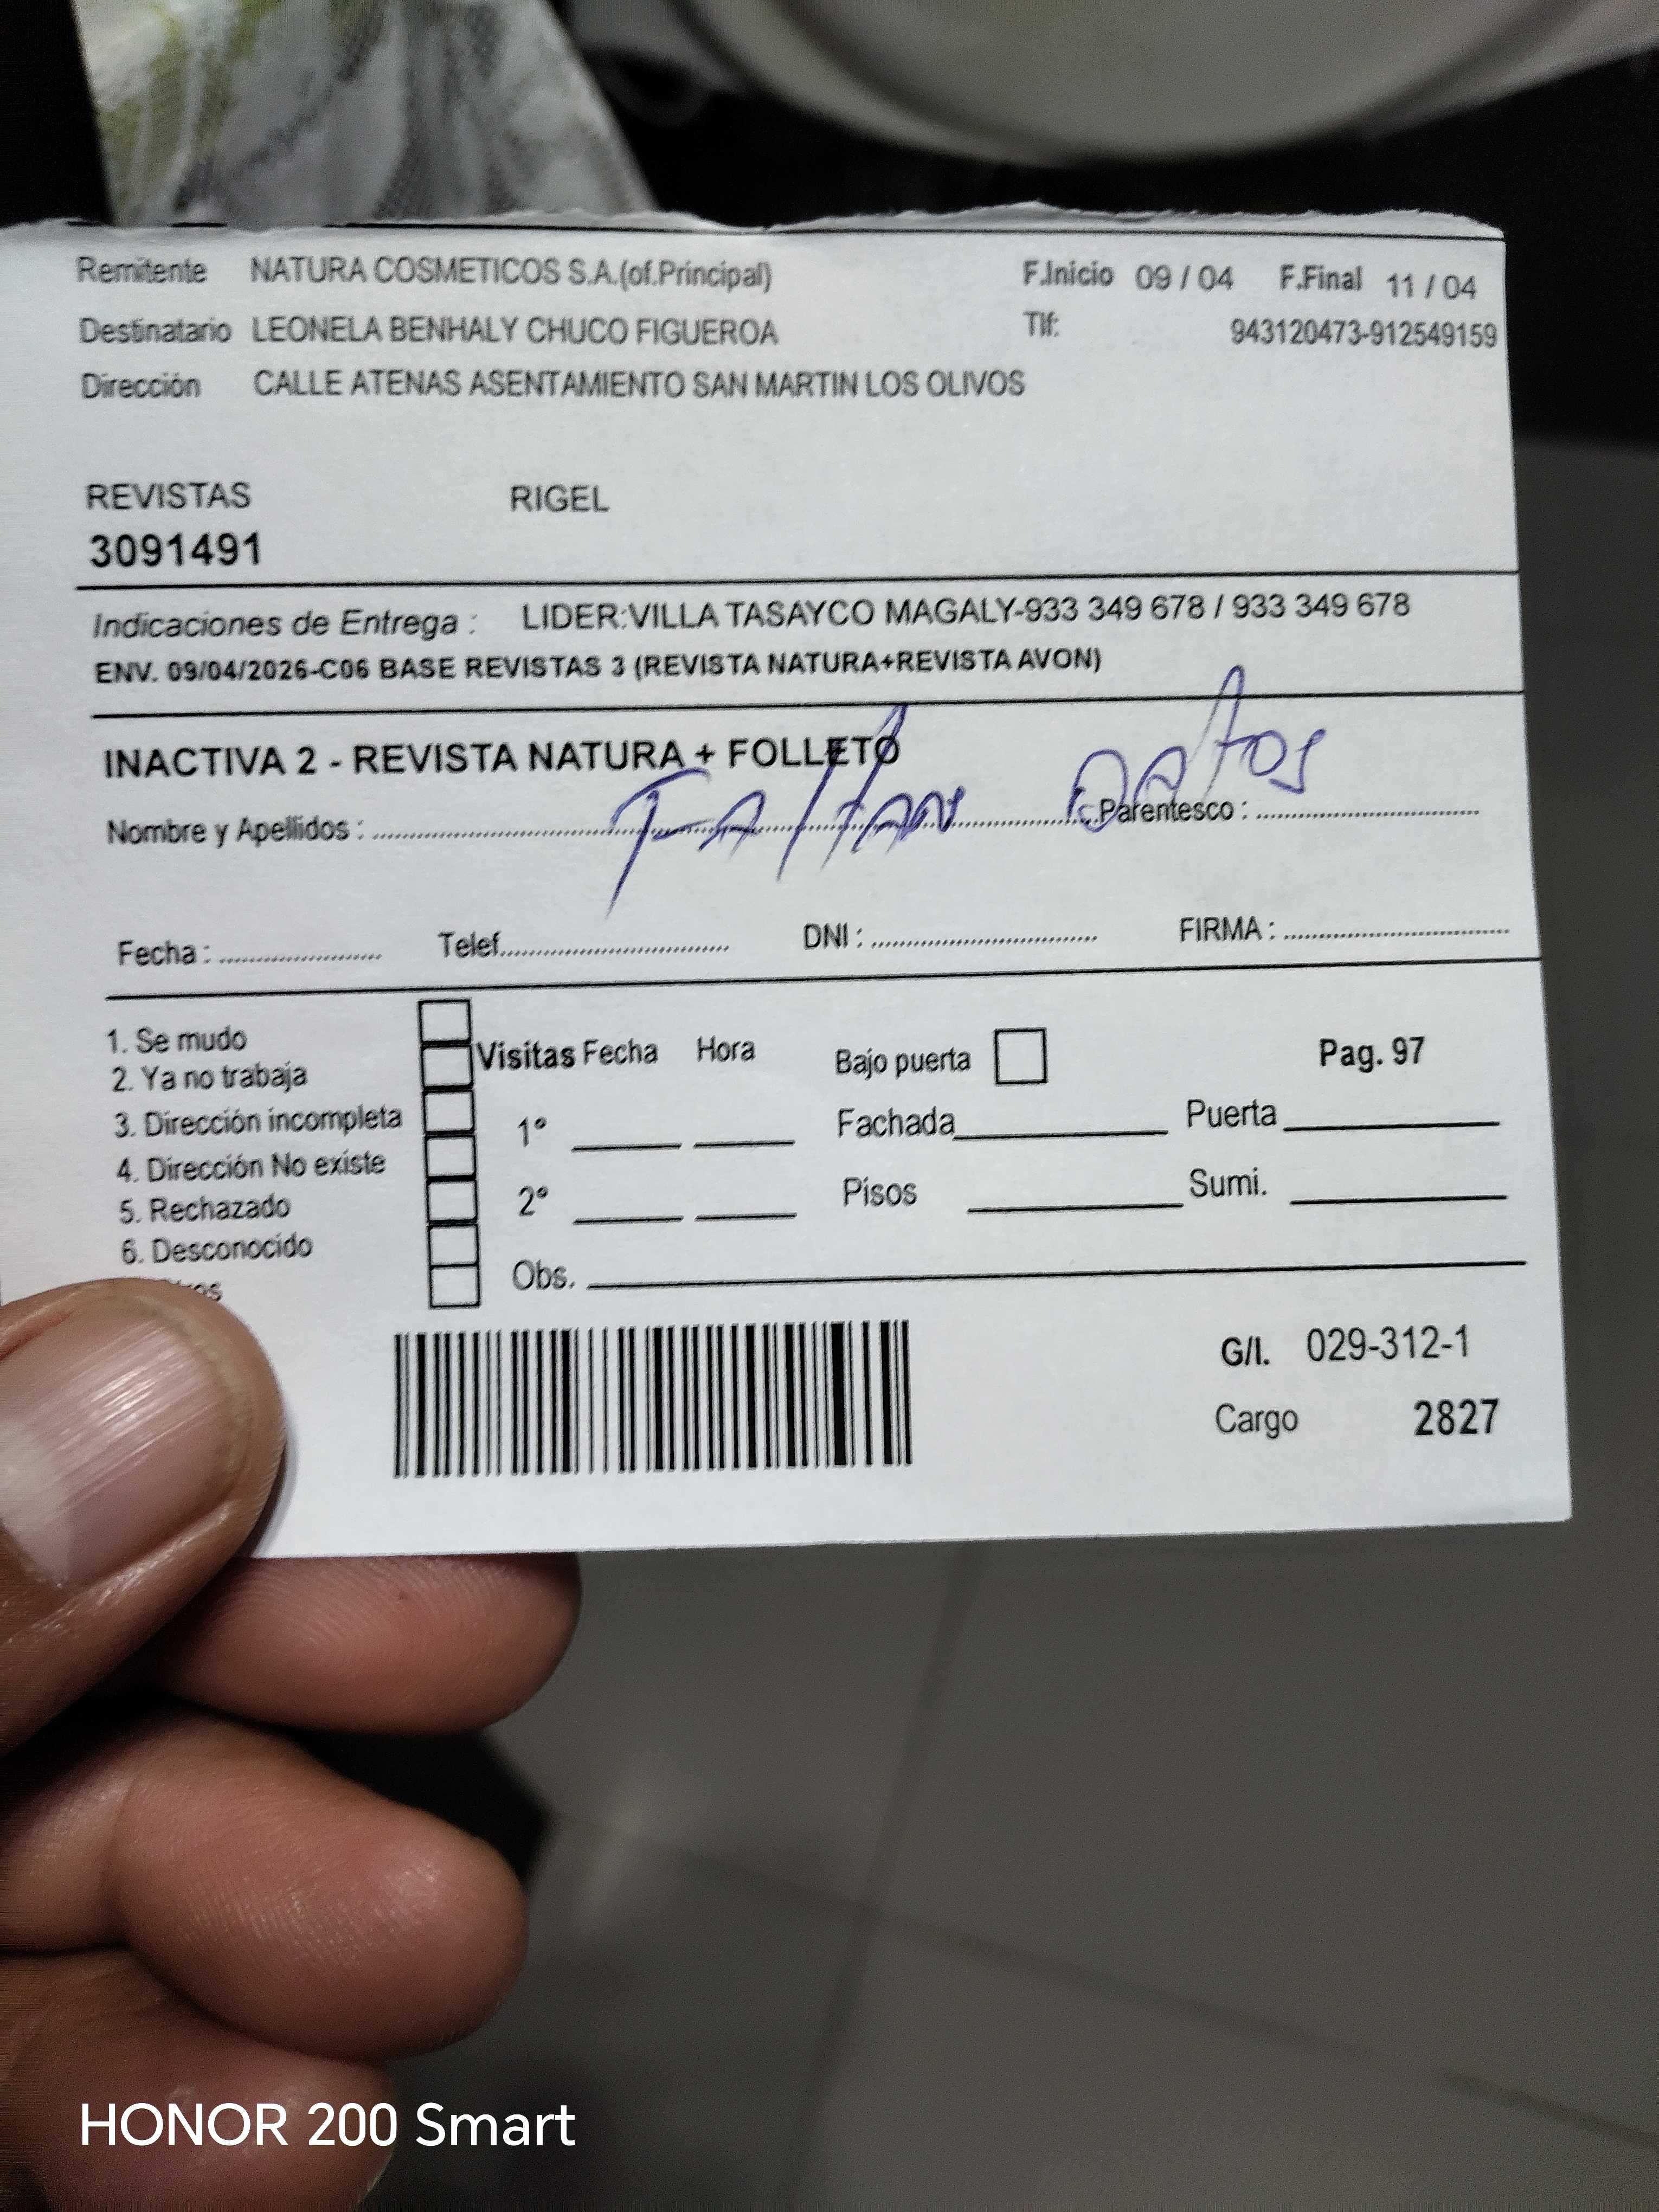 Remitente NATURA COSMETICOS S.A.(of.Principal) F.Inicio 09 / 04 F.Final 11 / 04
Destinatario LEONELA BENHALY CHUCO FIGUEROA Tlf: 943120473-912549159
Dirección CALLE ATENAS ASENTAMIENTO SAN MARTIN LOS OLIVOS
REVISTAS RIGEL
3091491
Indicaciones de Entrega : LIDER:VILLA TASAYCO MAGALY-933 349 678 / 933 349 678
ENV. 09/04/2026-C06 BASE REVISTAS 3 (REVISTA NATURA+REVISTA AVON)
INACTIVA 2 - REVISTA NATURA + FOLLETO
Faltan Datos
Nombre y Apellidos : Parentesco :
Fecha : Telef. DNI : FIRMA :
1. Se mudo
2. Ya no trabaja Visitas Fecha Hora Bajo puerta Pag. 97
3. Dirección incompleta 1° Fachada Puerta
4. Dirección No existe
5. Rechazado 2° Pisos Sumi.
6. Desconocido
Obs.
G/I. 029-312-1
Cargo 2827
HONOR 200 Smart